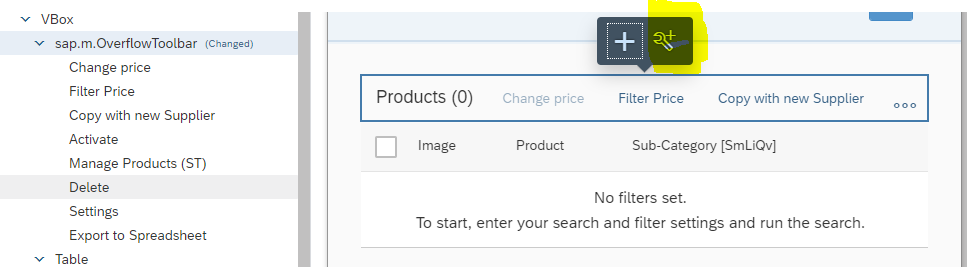 VBox
sap.m.OverflowToolbar (Changed)
Change price
Filter Price
Copy with new Supplier
Activate
Manage Products (ST)
Delete
Settings
Export to Spreadsheet
Table
Products (0) Change price Filter Price Copy with new Supplier
Image Product Sub-Category [SmLiQv]
No filters set.
To start, enter your search and filter settings and run the search.